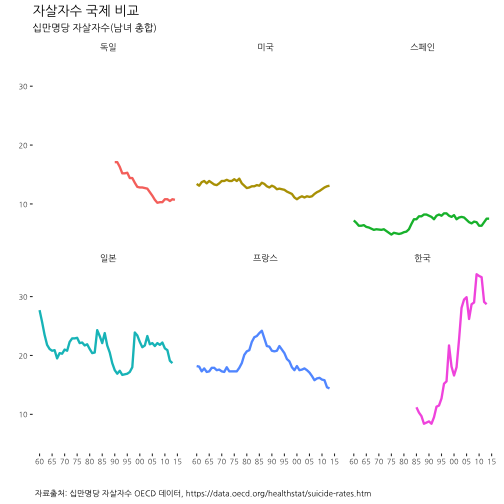 자살자수 국제 비교
십만명당 자살자수(남녀 총합)
독일 미국 스페인
30
20
10
일본 프랑스 한국
30
20
10
60 65 70 75 80 85 90 95 00 05 10 15 60 65 70 75 80 85 90 95 00 05 10 15 60 65 70 75 80 85 90 95 00 05 10 15
자료출처: 십만명당 자살자수 OECD 데이터, https://data.oecd.org/healthstat/suicide-rates.htm